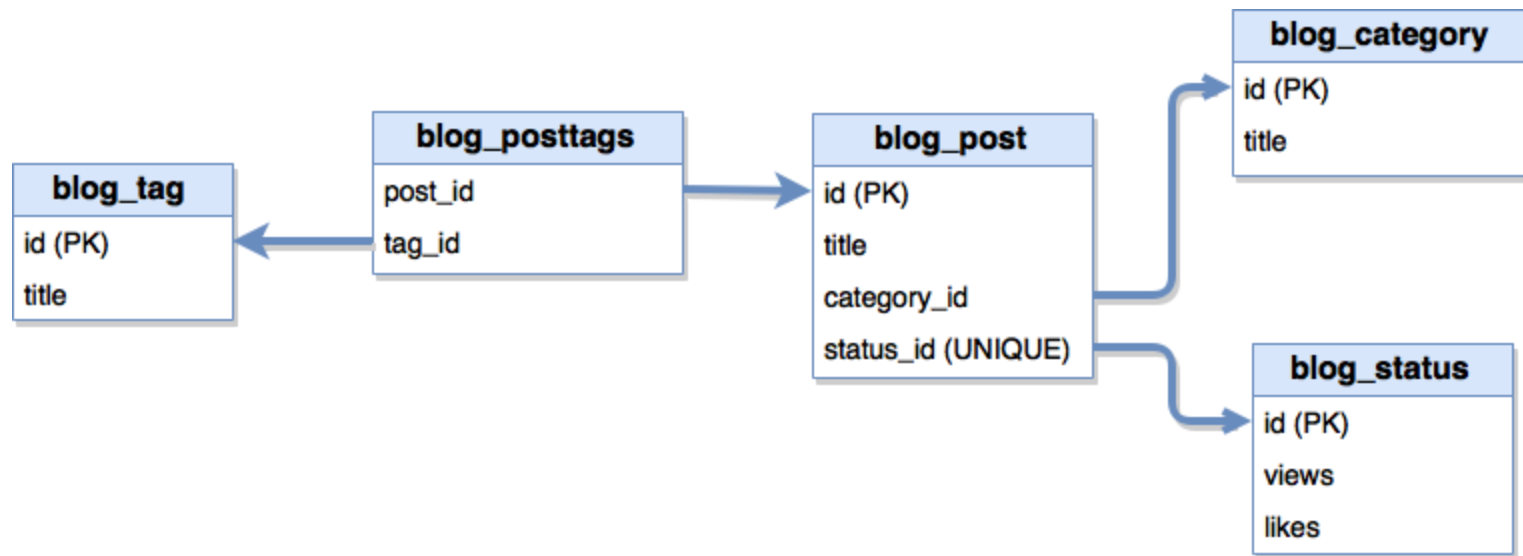 blog_tag
id (PK)
title
blog_posttags
post_id
tag_id
blog_post
id (PK)
title
category_id
status_id (UNIQUE)
blog_category
id (PK)
title
blog_status
id (PK)
views
likes